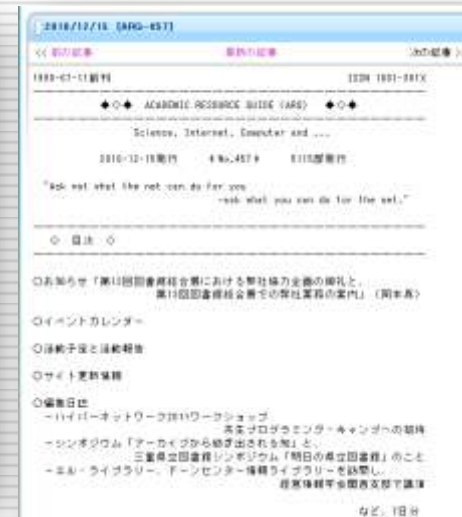 2010/12/15 [ARG-457]
<< 前の記事
最新の記事
次の記事 >
1998-07-11創刊 ISSN 1881-381X
◆◇◆ ACADEMIC RESOURCE GUIDE (ARG) ◆◇◆
Science, Internet, Computer and ...
2010-12-15発行 No.457 5115部発行
"Ask not what the net can do for you
-ask what you can do for the net."
◇ 目次 ◇
○お知らせ「第12回図書館総合展における弊社協力企画の御礼と、
第13回図書館総合展での弊社業務の案内」(岡本真)
○イベントカレンダー
○活動予定と活動報告
○サイト更新情報
○編集日誌
-ハイパーネットワーク2011ワークショップ
高生プログラミング・キャンプへの期待
-シンポジウム「アーカイブから紡ぎ出される知」と、
三重県立図書館シンポジウム「明日の県立図書館」のこと
-エル・ライブラリー、ドーンセンター情報ライブラリーを訪問し、
経営情報学会関西支部で講演
など、7日分